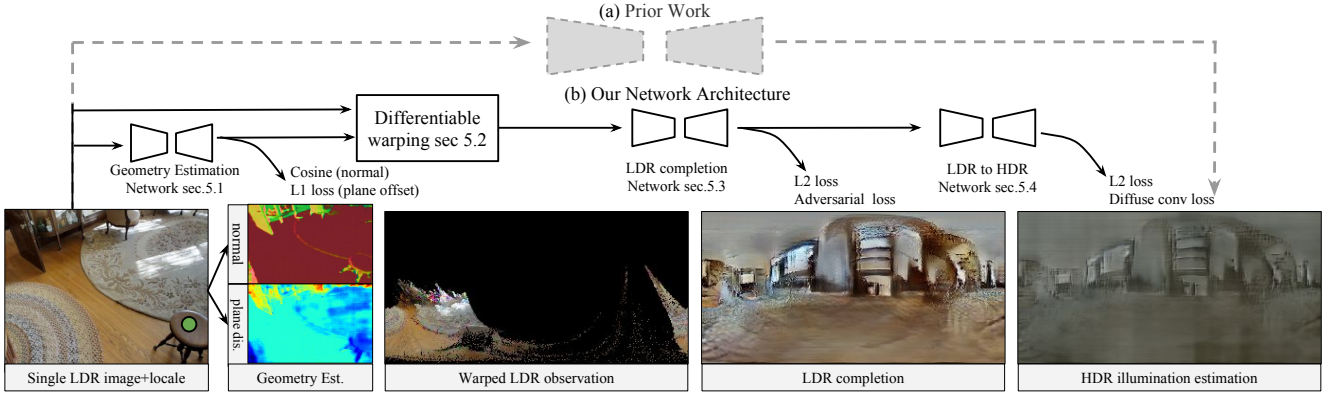 (a) Prior Work
(b) Our Network Architecture
Differentiable
warping sec 5.2
Geometry Estimation
Network sec.5.1
Cosine (normal)
L1 loss (plane offset)
LDR completion
Network sec.5.3
L2 loss
Adversarial loss
LDR to HDR
Network sec.5.4
L2 loss
Diffuse conv loss
normal
plane dis.
Single LDR image+locale
Geometry Est.
Warped LDR observation
LDR completion
HDR illumination estimation